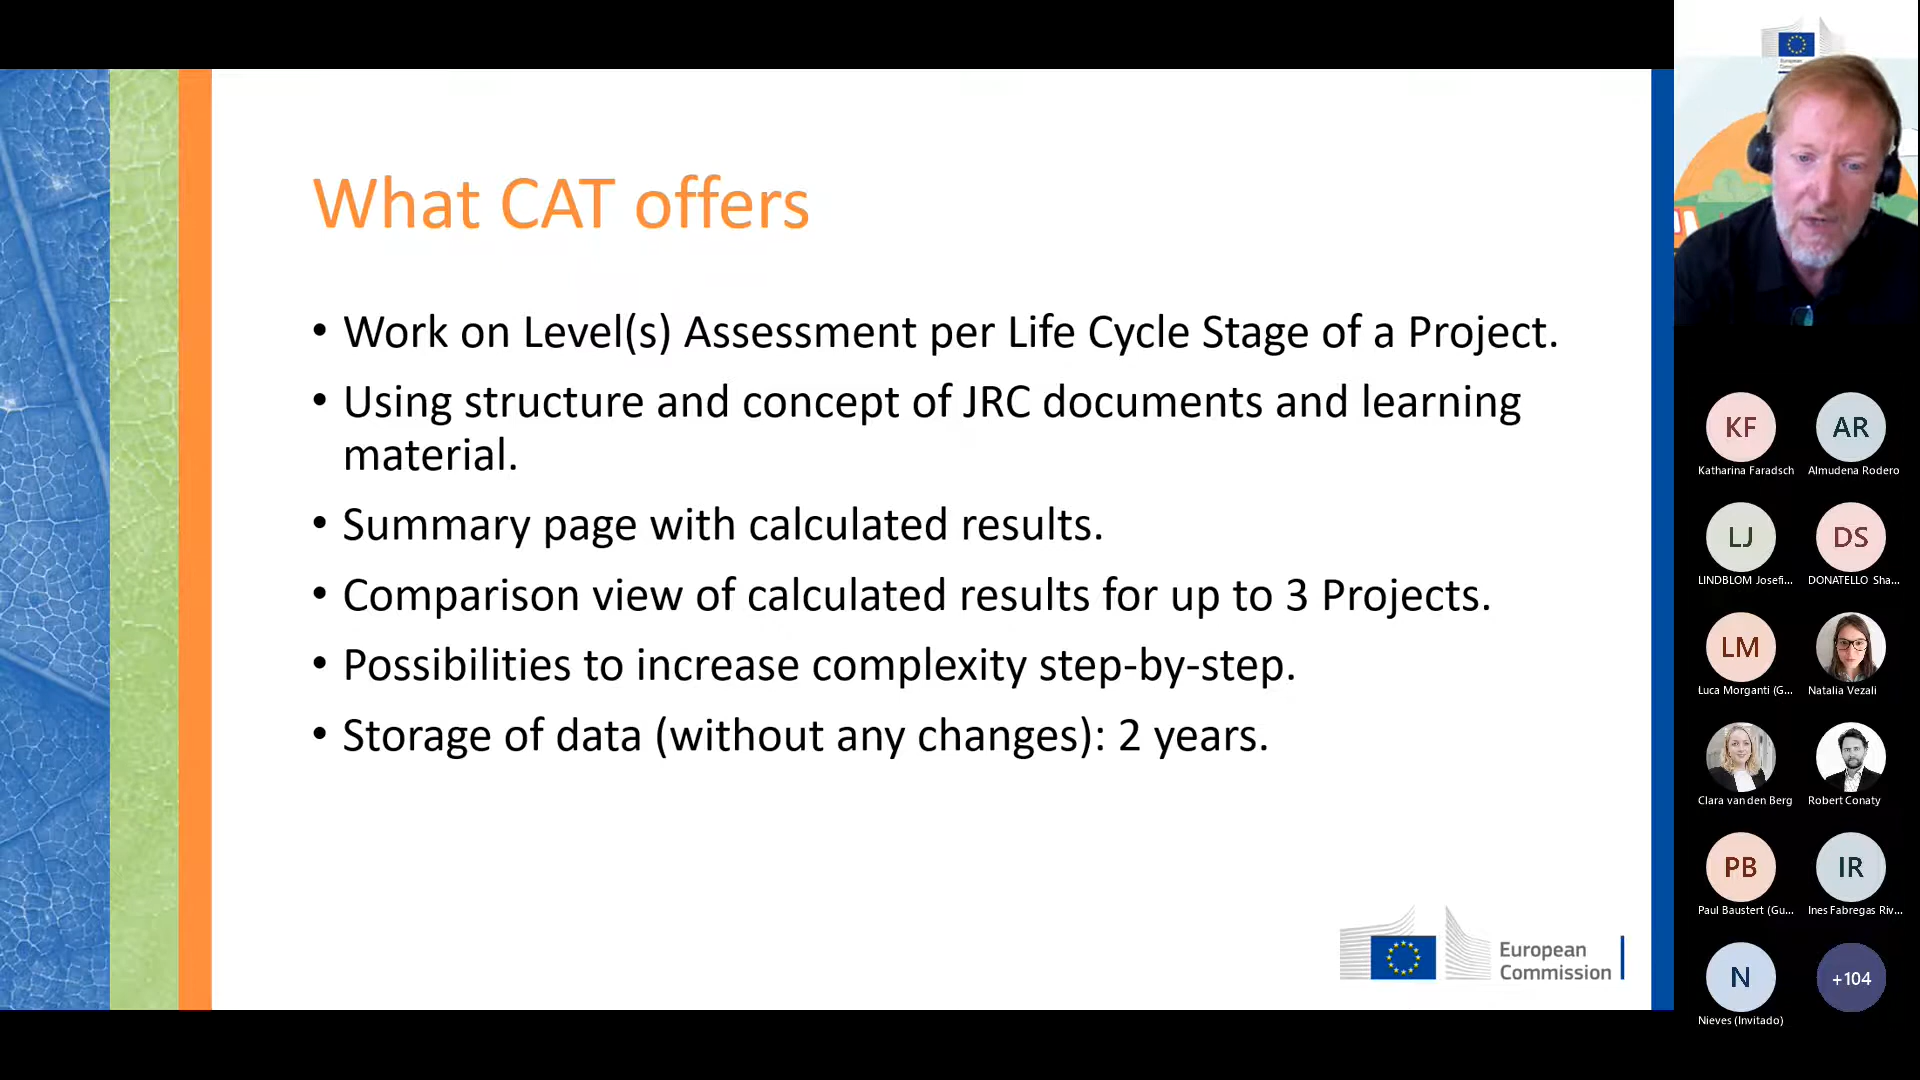 What CAT offers
• Work on Level(s) Assessment per Life Cycle Stage of a Project.
• Using structure and concept of JRC documents and learning
material.
• Summary page with calculated results.
• Comparison view of calculated results for up to 3 Projects.
• Possibilities to increase complexity step-by-step.
• Storage of data (without any changes): 2 years.
European
Commission
European
KF
AR
Katharina Faradsch
Almudena Rodero
LJ
DS
LINDBLOM Josefi...
DONATELLO Sha...
LM
Luca Morganti (G...
Natalia Vezali
Clara van den Berg
Robert Conaty
PB
IR
Paul Baustert (Gu...
Ines Fabregas Riv...
N
+104
Nieves (Invitado)